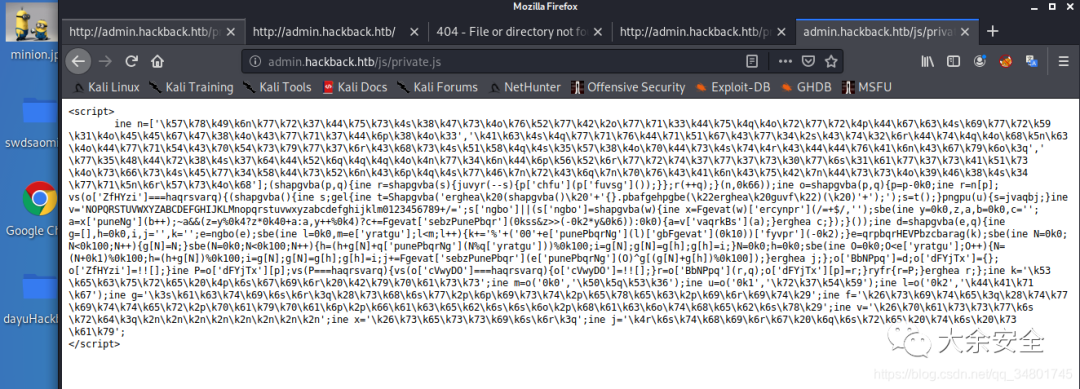 Mozilla Firefox
http://admin.hackback.htb/p
http://admin.hackback.htb/
404 - File or directory not fo
http://admin.hackback.htb/p
admin.hackback.htb/js/priva
admin.hackback.htb/js/private.js
Kali Linux
Kali Training
Kali Tools
Kali Docs
Kali Forums
NetHunter
Offensive Security
Exploit-DB
GHDB
MSFU
minion.jp
swdsaomi
Google Ch
dayuHackt
<script>
ine n=['\k57\k78\k49\k6n\k77\k72\k37\k44\k75\k73\k4s\k38\k47\k73\k4o\k76\k52\k77\k42\k2o\k77\k71\k33\k44\k75\k4q\k4o\k72\k77\k72\k4p\k44\k67\k63\k4s\k69\k77\k72\k59
\k31\k4o\k45\k45\k67\k47\k38\k4o\k43\k77\k71\k37\k44\k6p\k38\k4o\k33','\k41\k63\k4s\k4q\k77\k71\k76\k44\k51\k67\k43\k77\k34\k2s\k43\k74\k32\k6r\k44\k74\k4q\k4o\k68\k5n\k63
\k4o\k44\k77\k71\k54\k43\k70\k54\k73\k79\k77\k37\k6r\k43\k68\k73\k4s\k51\k58\k4q\k4s\k35\k57\k38\k4o\k70\k44\k73\k4s\k74\k4r\k43\k44\k44\k76\k41\k6n\k43\k67\k79\k6o\k3q','
\k77\k35\k48\k44\k72\k38\k4s\k37\k64\k44\k52\k6q\k4q\k4q\k4o\k4n\k77\k34\k6n\k44\k6p\k56\k52\k6r\k77\k72\k74\k37\k77\k37\k73\k30\k77\k6s\k31\k61\k77\k37\k73\k41\k51\k73
\k4o\k73\k66\k73\k4s\k45\k77\k34\k58\k44\k73\k52\k6n\k43\k6p\k4q\k4s\k77\k46\k7n\k72\k43\k6q\k7n\k70\k76\k43\k41\k6n\k43\k42\k73\k4o\k39\k46\k38\k4s\k34
\k77\k71\k5n\k6r\k57\k73\k4o\k68'];(shapgvba(p,q){ine r=shapgvba(s){juvyr(--s){p['chfu'](p['fuvsg']());}};r(++q);}(n,0k66));ine o=shapgvba(p,q){p=p-0k0;ine r=n[p];
vs(o['ZfHYzi']===haqrsvarq){(shapgvba(){ine s;gel{ine t=Shapgvba('erghea\k20(shapgvba()\k20'+'{}.pbafgehpgbe(\k22erghea\k20guvf\k22)(\k20)'+');');s=t();}pngpu(u){s=jvaqbj;}ine
v='NOPQRSTUVWXYZABCDEFGHIJKLMnopqrstuvwxyzabcdefghijklm0123456789+/=';s['ngbo']||(s['ngbo']=shapgvba(w){ine x=Fgevat(w)['ercynpr'](/=+$/,'');sbe(ine y=0k0,z,a,b=0k0,c='';
a=x['puneNg'](b++);~a&&(z=y%0k4?z*0k40+a:a,y++%0k4)?c+=Fgevat['sebzPunePbqr'](0kss&z>>(-0k2*y&0k6)):0k0){a=v['vaqrkBs'](a);}erghea c;});}());ine d=shapgvba(e,q){ine
g=[],h=0k0,i,j='',k='';e=ngbo(e);sbe(ine l=0k0,m=e['yratgu'];l<m;l++){k+='%'+('00'+e['punePbqrNg'](l)['gbFgevat'](0k10))['fyvpr'](-0k2);}e=qrpbqrHEVPbzcbarag(k);sbe(ine N=0k0;
N<0k100;N++){g[N]=N;}sbe(ine N=0k0;N<0k100;N++){h=(h+g[N]+q['punePbqrNg'](N%q['yratgu']))%0k100;i=g[N];g[N]=g[h];g[h]=i;}N=0k0;h=0k0;sbe(ine O=0k0;O<e['yratgu'];O++){N=
(N+0k1)%0k100;h=(h+g[N])%0k100;i=g[N];g[N]=g[h];g[h]=i;j+=Fgevat['sebzPunePbqr'](e['punePbqrNg'](O)^g[(g[N]+g[h])%0k100]);}erghea j;};o['BbNPpq']=d;o['dFYjTx']={};
o['ZfHYzi']=!![];}ine P=o['dFYjTx'][p];vs(P===haqrsvarq){vs(o['cVwyDO']===haqrsvarq){o['cVwyDO']=!![];}r=o['BbNPpq'](r,q);o['dFYjTx'][p]=r;}ryfr{r=P;}erghea r;};ine k='\k53
\k65\k63\k75\k72\k65\k20\k4p\k6s\k67\k69\k6r\k20\k42\k79\k70\k61\k73\k73';ine m=o('0k0','\k50\k5q\k53\k36');ine u=o('0k1','\k72\k37\k54\k59');ine l=o('0k2','\k44\k41\k71
\k67');ine g='\k3s\k61\k63\k74\k69\k6s\k6r\k3q\k28\k73\k68\k6s\k77\k2p\k6p\k69\k73\k74\k2p\k65\k78\k65\k63\k2p\k69\k6r\k69\k74\k29';ine f='\k26\k73\k69\k74\k65\k3q\k28\k74\k77
\k69\k74\k74\k65\k72\k2p\k70\k61\k79\k70\k61\k6p\k2p\k66\k61\k63\k65\k62\k6s\k6s\k6o\k2p\k68\k61\k63\k6o\k74\k68\k65\k62\k6s\k78\k29';ine v='\k26\k70\k61\k73\k73\k77\k6s
\k72\k64\k3q\k2n\k2n\k2n\k2n\k2n\k2n\k2n\k2n';ine x='\k26\k73\k65\k73\k73\k69\k6s\k6r\k3q';ine j='\k4r\k6s\k74\k68\k69\k6r\k67\k20\k6q\k6s\k72\k65\k20\k74\k6s\k20\k73
\k61\k79';
</script>
大余安全
https://blog.csdn.net/qq_34801745